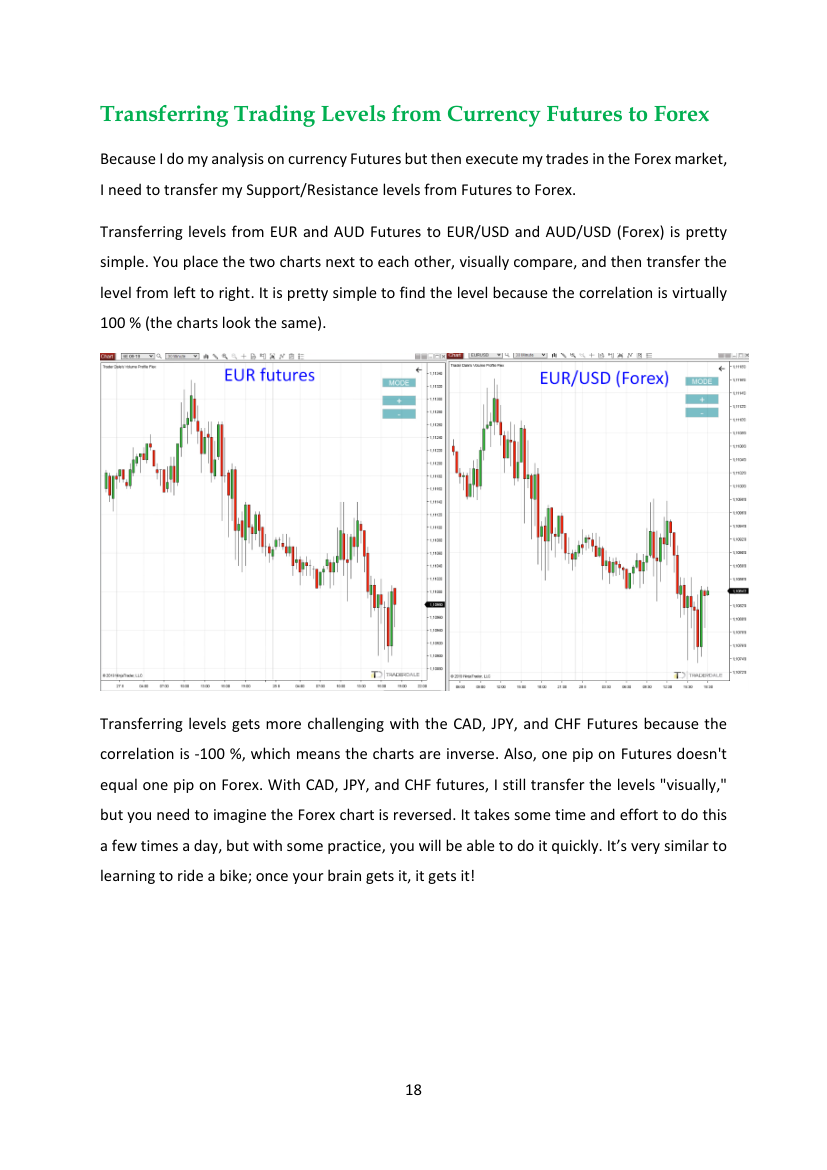 Transferring Trading Levels from Currency Futures to Forex
Because I do my analysis on currency Futures but then execute my trades in the Forex market,
I need to transfer my Support/Resistance levels from Futures to Forex.
Transferring levels from EUR and AUD Futures to EUR/USD and AUD/USD (Forex) is pretty
simple. You place the two charts next to each other, visually compare, and then transfer the
level from left to right. It is pretty simple to find the level because the correlation is virtually
100 % (the charts look the same).
EUR futures
MODE
+
-
TRADERDALE
EUR/USD (Forex)
MODE
+
-
TRADERDALE
Transferring levels gets more challenging with the CAD, JPY, and CHF Futures because the
correlation is -100 %, which means the charts are inverse. Also, one pip on Futures doesn't
equal one pip on Forex. With CAD, JPY, and CHF futures, I still transfer the levels "visually,"
but you need to imagine the Forex chart is reversed. It takes some time and effort to do this
a few times a day, but with some practice, you will be able to do it quickly. It’s very similar to
learning to ride a bike; once your brain gets it, it gets it!
18